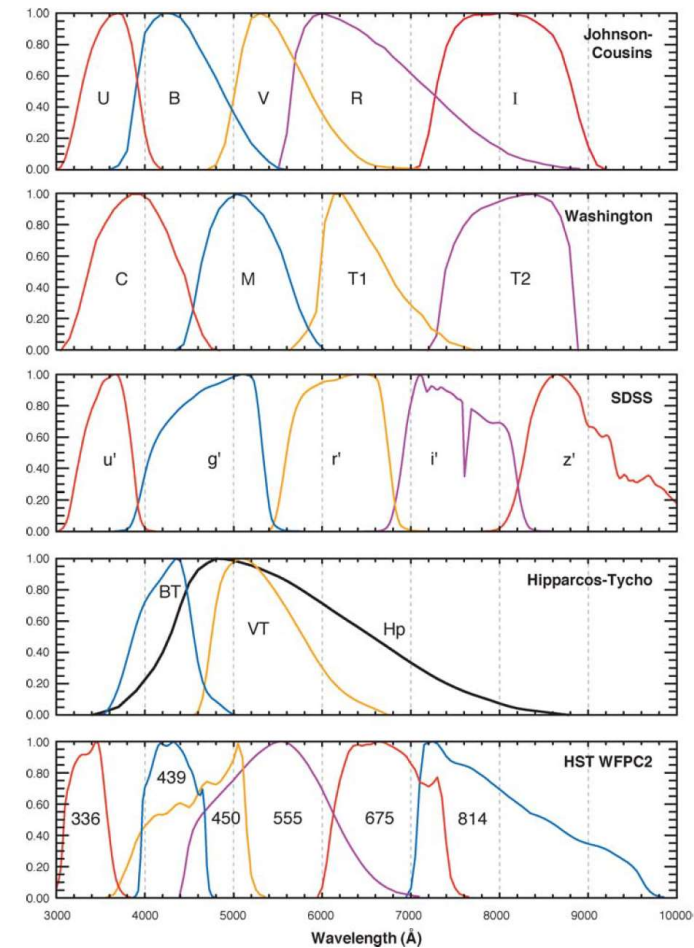 1.00
0.80
0.60
0.40
0.20
0.00
Johnson-
Cousins
U B V R I
1.00
0.80
0.60
0.40
0.20
0.00
Washington
C M T1 T2
1.00
0.80
0.60
0.40
0.20
0.00
SDSS
u' g' r' i' z'
1.00
0.80
0.60
0.40
0.20
0.00
Hipparcos-Tycho
BT
VT Hp
1.00
0.80
0.60
0.40
0.20
0.00
HST WFPC2
439
336 450 555 675 814
3000 4000 5000 6000 7000 8000 9000 10000
Wavelength (Å)